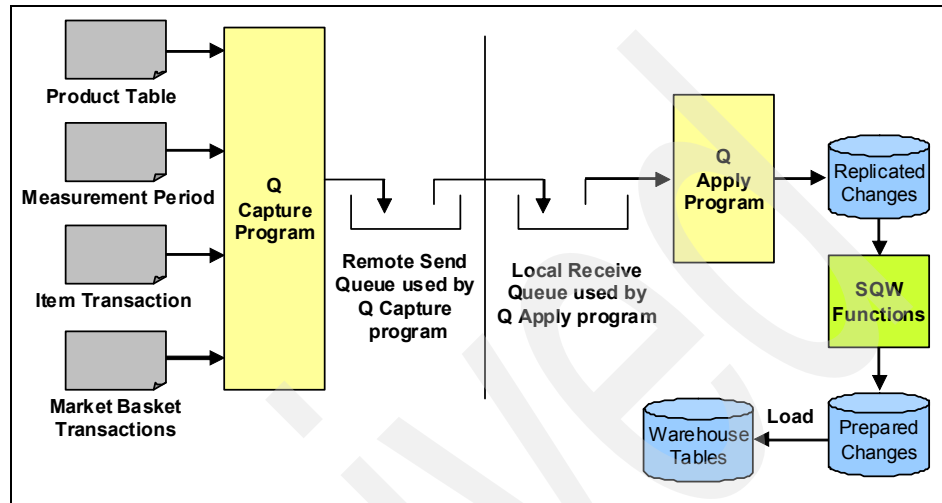 Product Table
Measurement Period
Item Transaction
Market Basket
Transactions
Q
Capture
Program
Remote Send
Queue used by
Q Capture
program
Local Receive
Queue used by
Q Apply program
Q
Apply
Program
Replicated
Changes
SQW
Functions
Prepared
Changes
Load
Warehouse
Tables